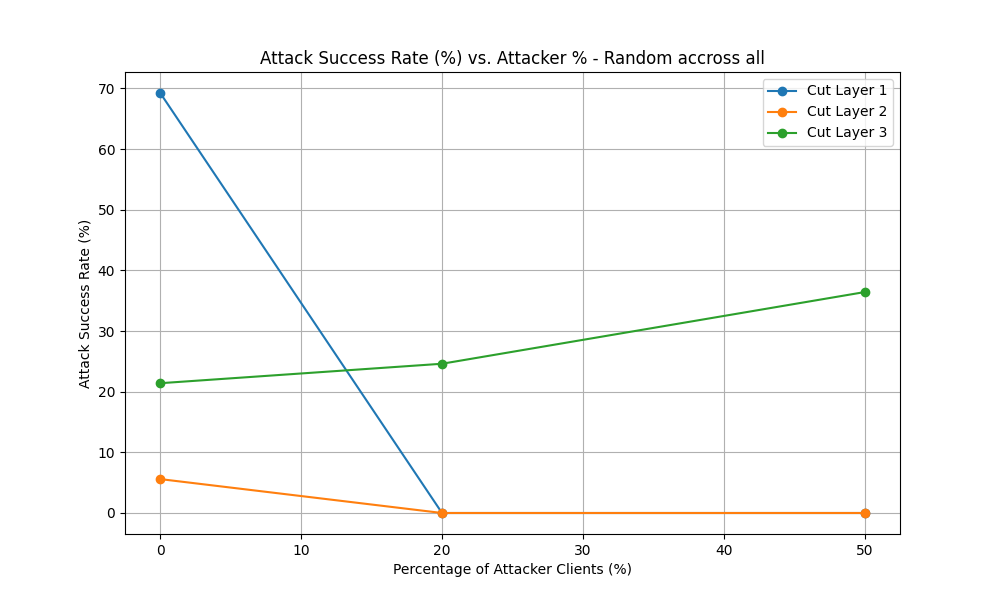 Attack Success Rate (%) vs. Attacker % - Random accross all
Cut Layer 1
Cut Layer 2
Cut Layer 3
Attack Success Rate (%)
70
60
50
40
30
20
10
0
0 10 20 30 40 50
Percentage of Attacker Clients (%)